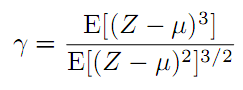 γ = E[(Z − μ)³] / E[(Z − μ)²]³/²